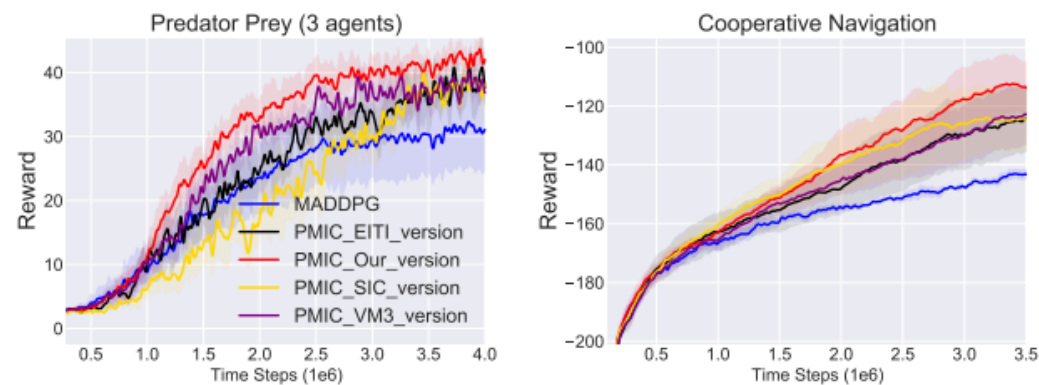 Predator Prey (3 agents)
Reward
40
30
20
10
0
MADDPG
PMIC_EITI_version
PMIC_Our_version
PMIC_SIC_version
PMIC_VM3_version
0.5 1.0 1.5 2.0 2.5 3.0 3.5 4.0
Time Steps (1e6)
Cooperative Navigation
Reward
−100
−120
−140
−160
−180
−200
0.5 1.0 1.5 2.0 2.5 3.0 3.5
Time Steps (1e6)